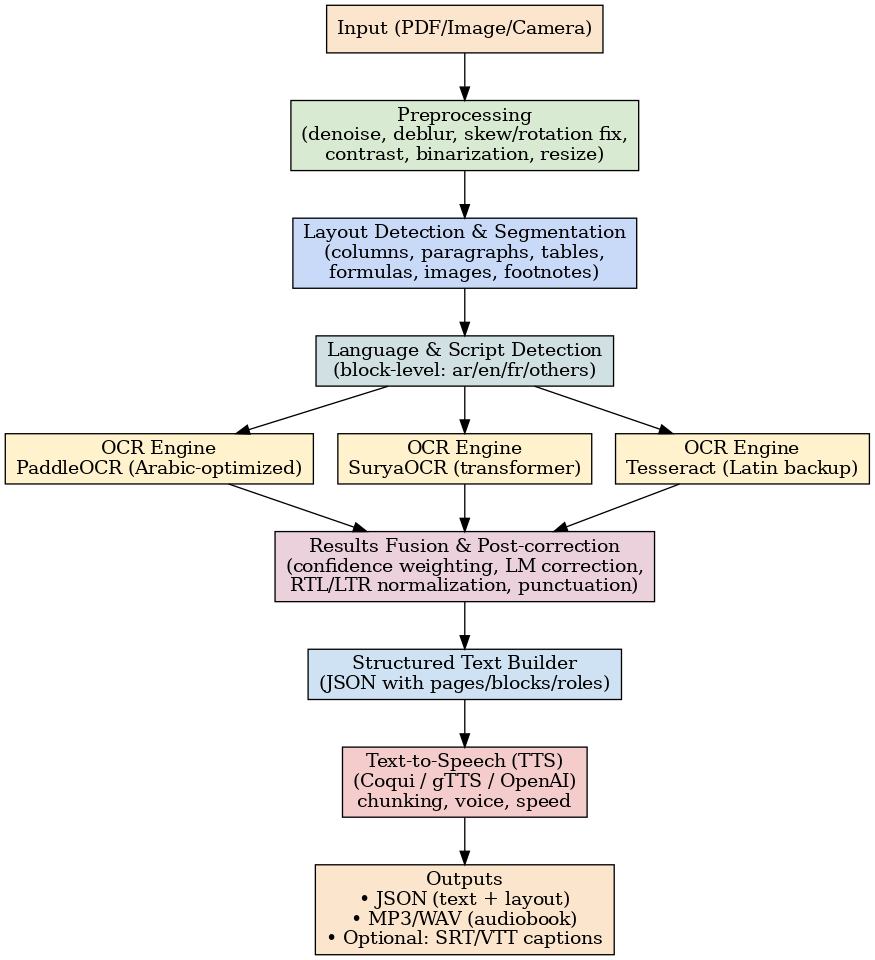 Input (PDF/Image/Camera)
Preprocessing
(denoise, deblur, skew/rotation fix,
contrast, binarization, resize)
Layout Detection & Segmentation
(columns, paragraphs, tables,
formulas, images, footnotes)
Language & Script Detection
(block-level: ar/en/fr/others)
OCR Engine
PaddleOCR (Arabic-optimized)
OCR Engine
SuryaOCR (transformer)
OCR Engine
Tesseract (Latin backup)
Results Fusion & Post-correction
(confidence weighting, LM correction,
RTL/LTR normalization, punctuation)
Structured Text Builder
(JSON with pages/blocks/roles)
Text-to-Speech (TTS)
(Coqui / gTTS / OpenAI)
chunking, voice, speed
Outputs
• JSON (text + layout)
• MP3/WAV (audiobook)
• Optional: SRT/VTT captions